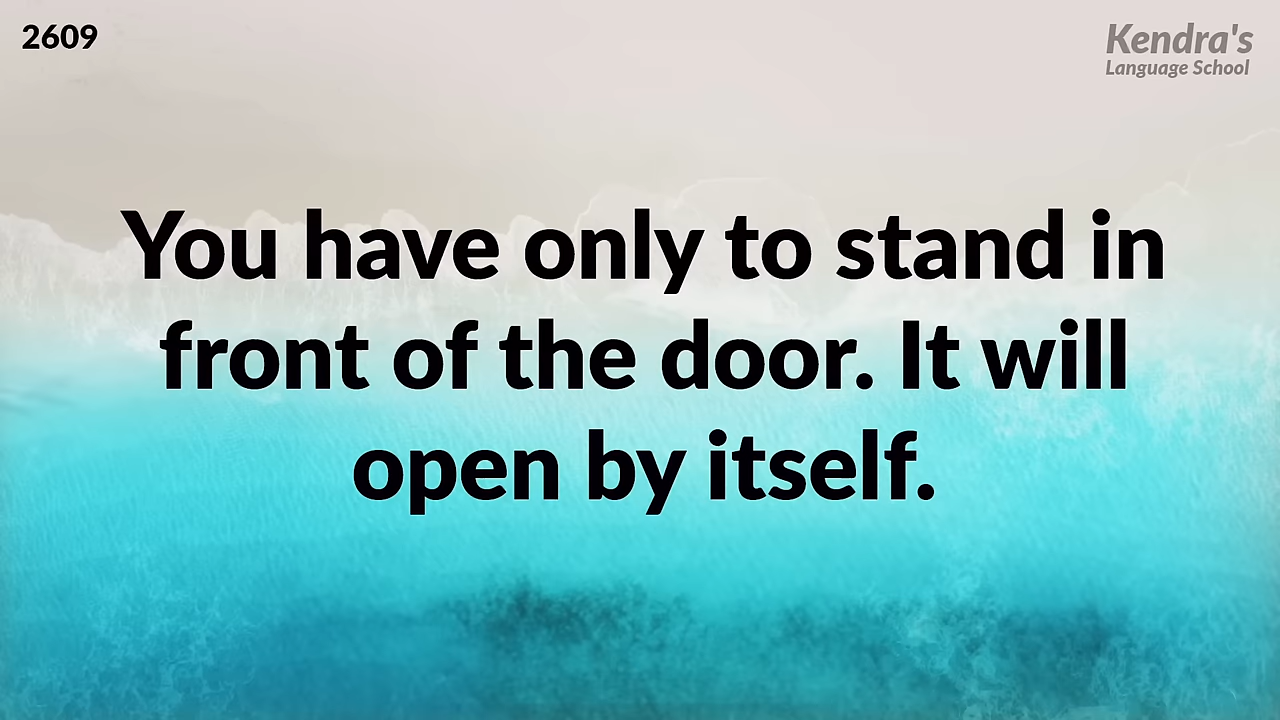 2609
Kendra's
Language School
You have only to stand in
front of the door. It will
open by itself.